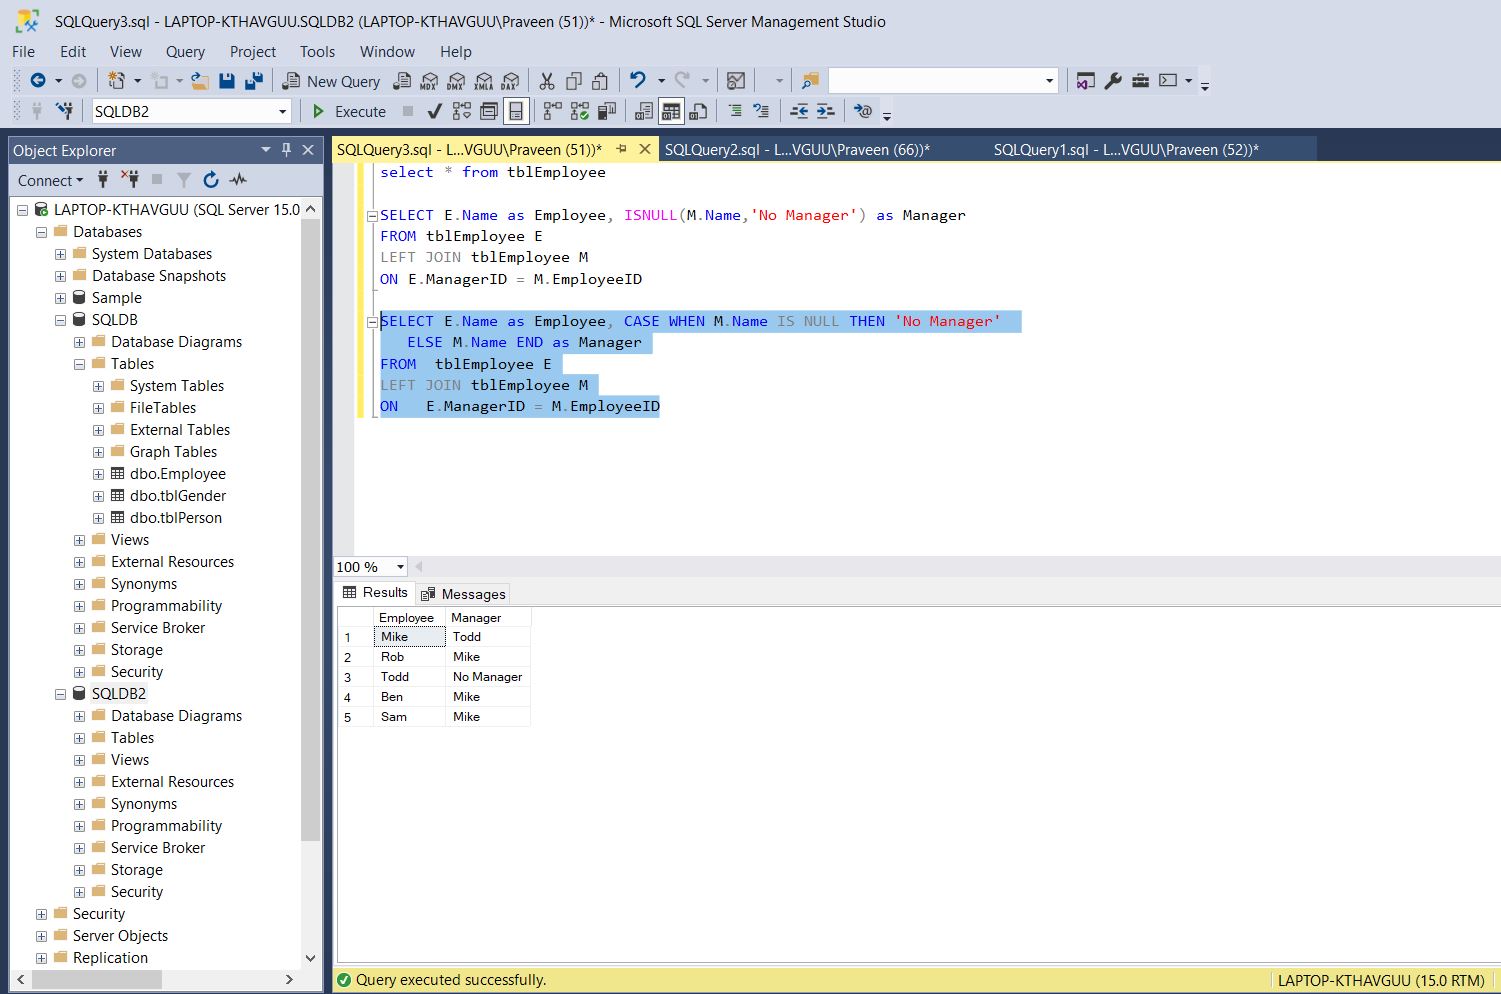 SQLQuery3.sql - LAPTOP-KTHAVGUU.SQLDB2 (LAPTOP-KTHAVGUU\Praveen (51))* - Microsoft SQL Server Management Studio
File Edit View Query Project Tools Window Help
New Query MDX DMX XMLA DAX
SQLDB2 Execute
Object Explorer
Connect
LAPTOP-KTHAVGUU (SQL Server 15.0
Databases
System Databases
Database Snapshots
Sample
SQLDB
Database Diagrams
Tables
System Tables
FileTables
External Tables
Graph Tables
dbo.Employee
dbo.tblGender
dbo.tblPerson
Views
External Resources
Synonyms
Programmability
Service Broker
Storage
Security
SQLDB2
Database Diagrams
Tables
Views
External Resources
Synonyms
Programmability
Service Broker
Storage
Security
Security
Server Objects
Replication
SQLQuery3.sql - L...VGUU\Praveen (51))* SQLQuery2.sql - L...VGUU\Praveen (66))* SQLQuery1.sql - L...VGUU\Praveen (52))*
select * from tblEmployee
SELECT E.Name as Employee, ISNULL(M.Name,'No Manager') as Manager
FROM tblEmployee E
LEFT JOIN tblEmployee M
ON E.ManagerID = M.EmployeeID
SELECT E.Name as Employee, CASE WHEN M.Name IS NULL THEN 'No Manager'
ELSE M.Name END as Manager
FROM tblEmployee E
LEFT JOIN tblEmployee M
ON E.ManagerID = M.EmployeeID
100 %
Results Messages
Employee Manager
1 Mike Todd
2 Rob Mike
3 Todd No Manager
4 Ben Mike
5 Sam Mike
Query executed successfully. LAPTOP-KTHAVGUU (15.0 RTM)